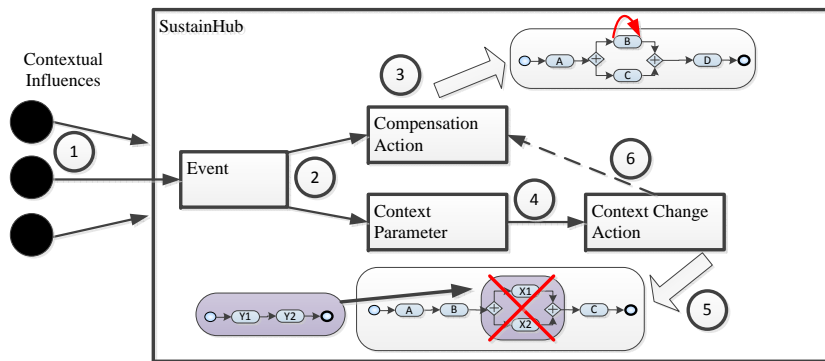 SustainHub
Contextual
Influences
1
Event
2
3
Compensation
Action
A
B
C
D
6
Context
Parameter
4
Context Change
Action
5
Y1
Y2
A
B
X1
X2
C